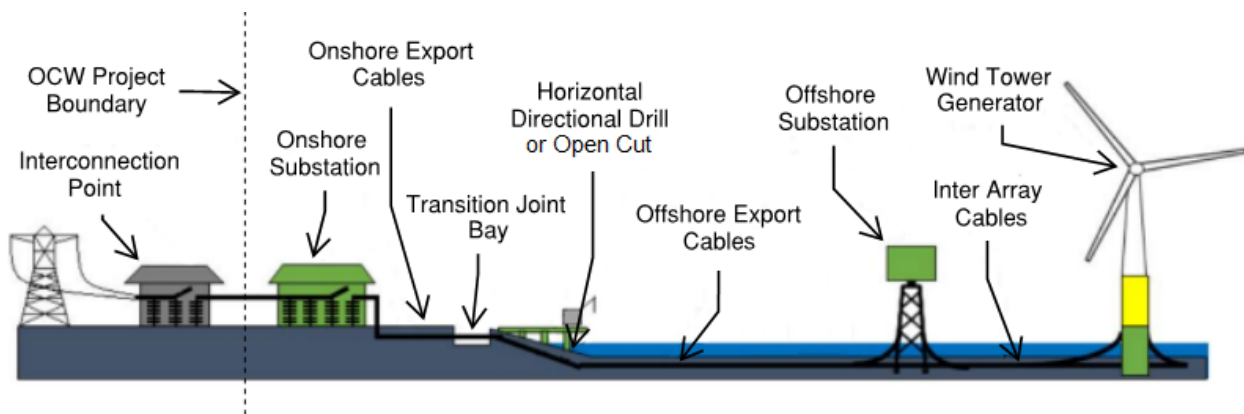 OCW Project
Boundary
Interconnection
Point
Onshore
Substation
Onshore Export
Cables
Transition Joint
Bay
Horizontal
Directional Drill
or Open Cut
Offshore Export
Cables
Offshore
Substation
Wind Tower
Generator
Inter Array
Cables